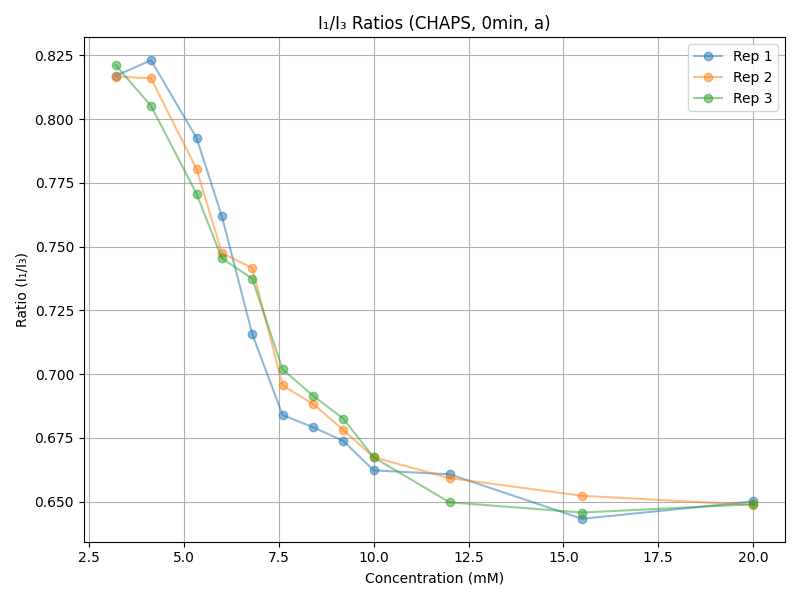 I₁/I₃ Ratios (CHAPS, 0min, a)
Rep 1
Rep 2
Rep 3
Ratio (I₁/I₃)
0.825
0.800
0.775
0.750
0.725
0.700
0.675
0.650
2.5 5.0 7.5 10.0 12.5 15.0 17.5 20.0
Concentration (mM)